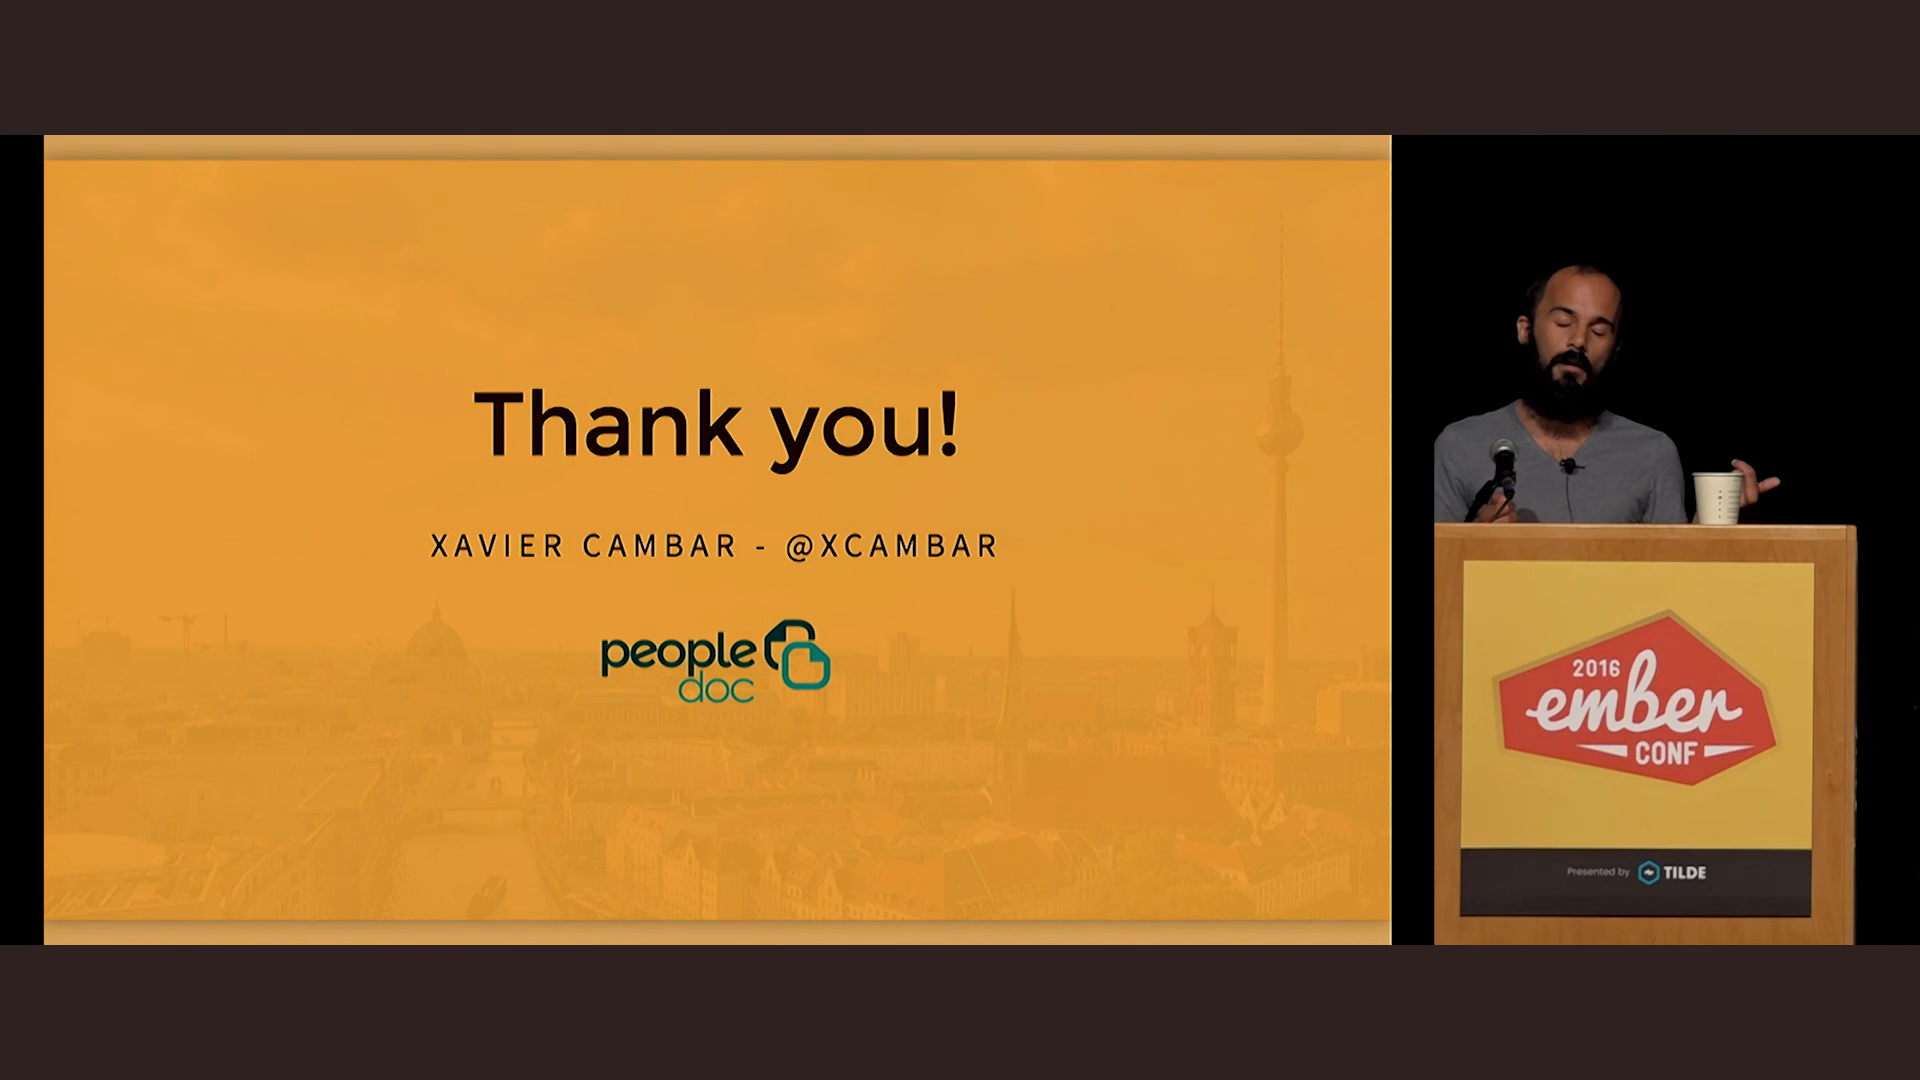 Thank you!
XAVIER CAMBAR - @XCAMBAR
people
doc
2016
ember
CONF
Presented by TILDE